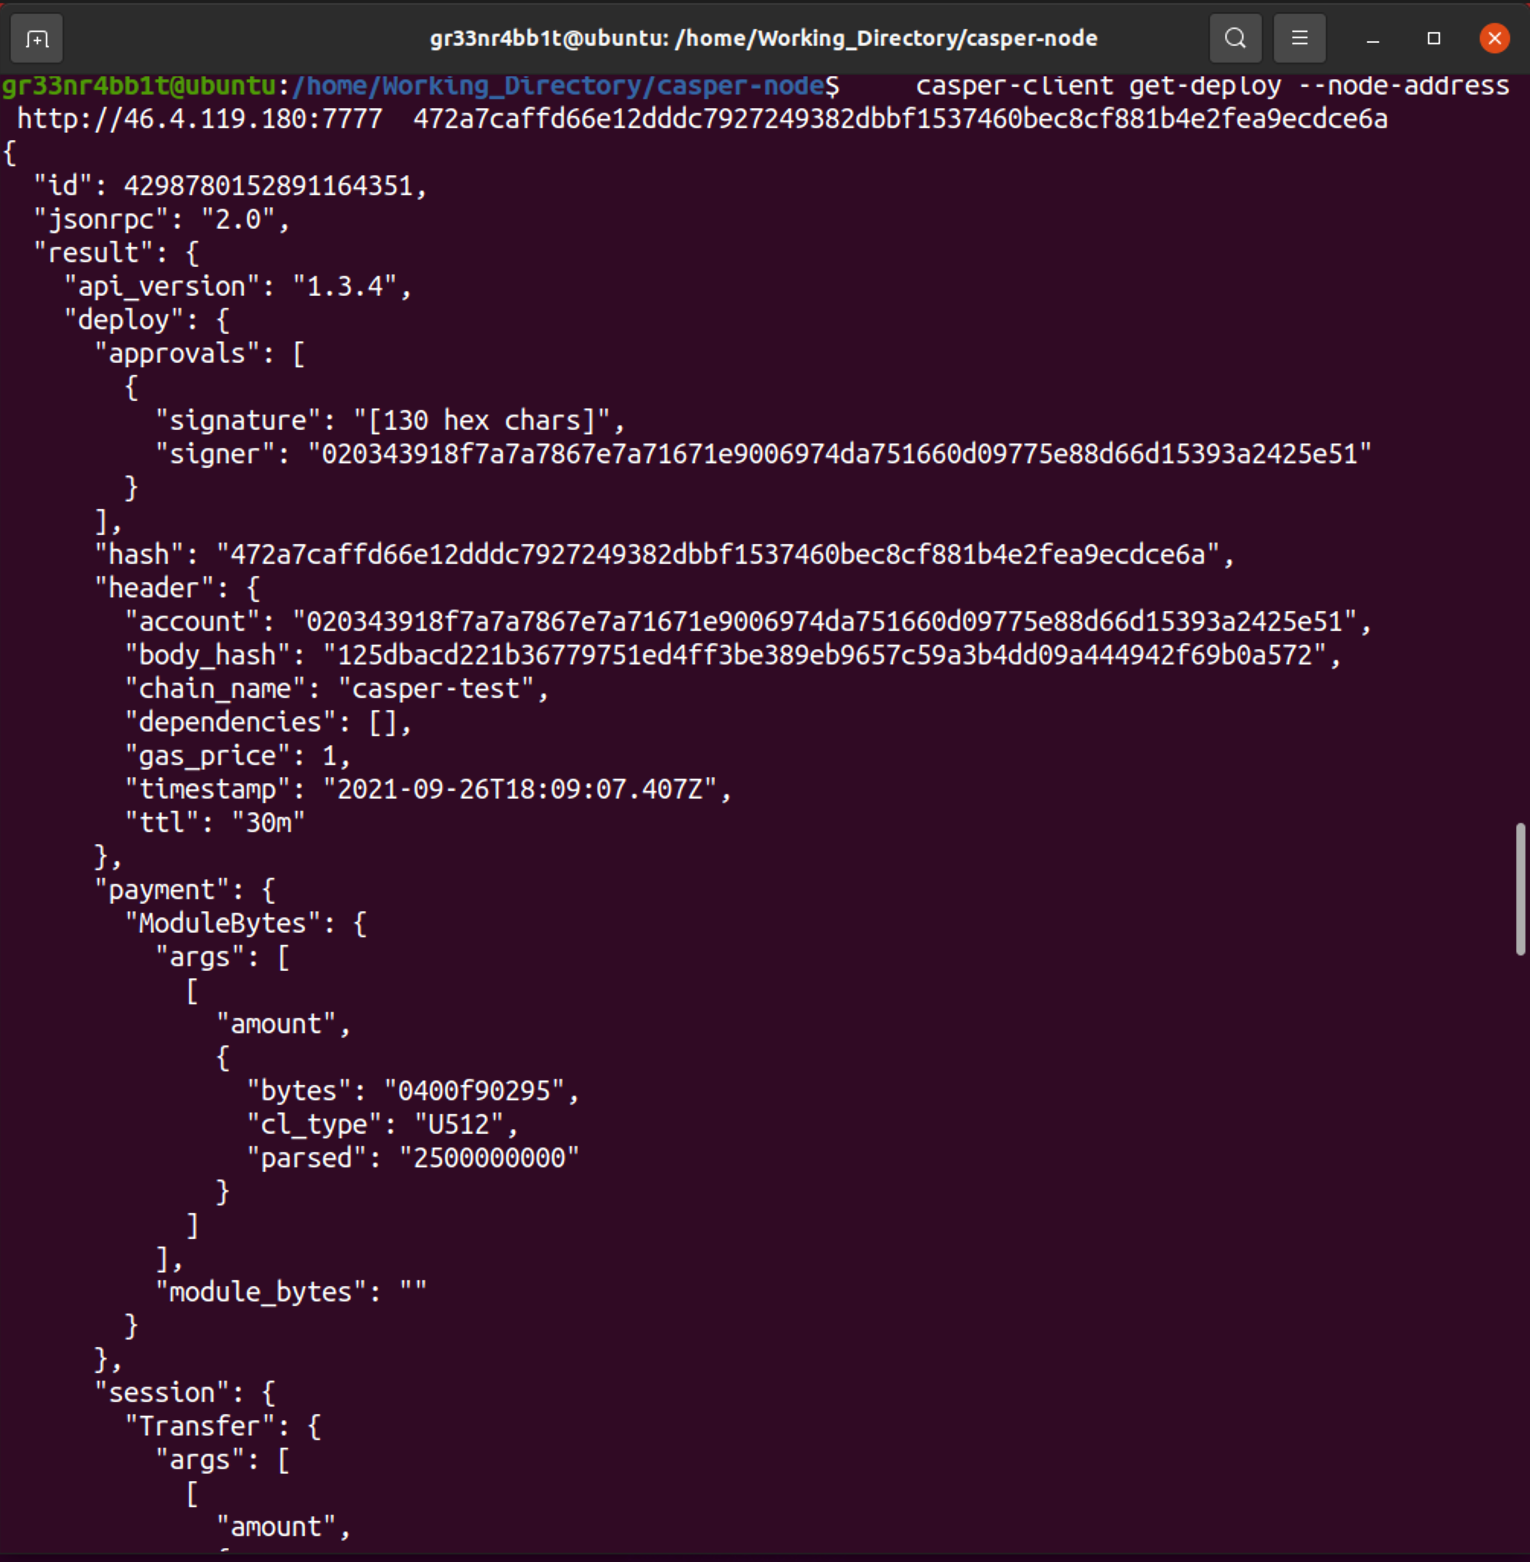 gr33nr4bb1t@ubuntu: /home/Working_Directory/casper-node
gr33nr4bb1t@ubuntu:/home/Working_Directory/casper-node$     casper-client get-deploy --node-address
 http://46.4.119.180:7777  472a7caffd66e12dddc7927249382dbbf1537460bec8cf881b4e2fea9ecdce6a
{
  "id": 4298780152891164351,
  "jsonrpc": "2.0",
  "result": {
    "api_version": "1.3.4",
    "deploy": {
      "approvals": [
        {
          "signature": "[130 hex chars]",
          "signer": "020343918f7a7a7867e7a71671e9006974da751660d09775e88d66d15393a2425e51"
        }
      ],
      "hash": "472a7caffd66e12dddc7927249382dbbf1537460bec8cf881b4e2fea9ecdce6a",
      "header": {
        "account": "020343918f7a7a7867e7a71671e9006974da751660d09775e88d66d15393a2425e51",
        "body_hash": "125dbacd221b36779751ed4ff3be389eb9657c59a3b4dd09a444942f69b0a572",
        "chain_name": "casper-test",
        "dependencies": [],
        "gas_price": 1,
        "timestamp": "2021-09-26T18:09:07.407Z",
        "ttl": "30m"
      },
      "payment": {
        "ModuleBytes": {
          "args": [
            [
              "amount",
              {
                "bytes": "0400f90295",
                "cl_type": "U512",
                "parsed": "2500000000"
              }
            ]
          ],
          "module_bytes": ""
        }
      },
      "session": {
        "Transfer": {
          "args": [
            [
              "amount",